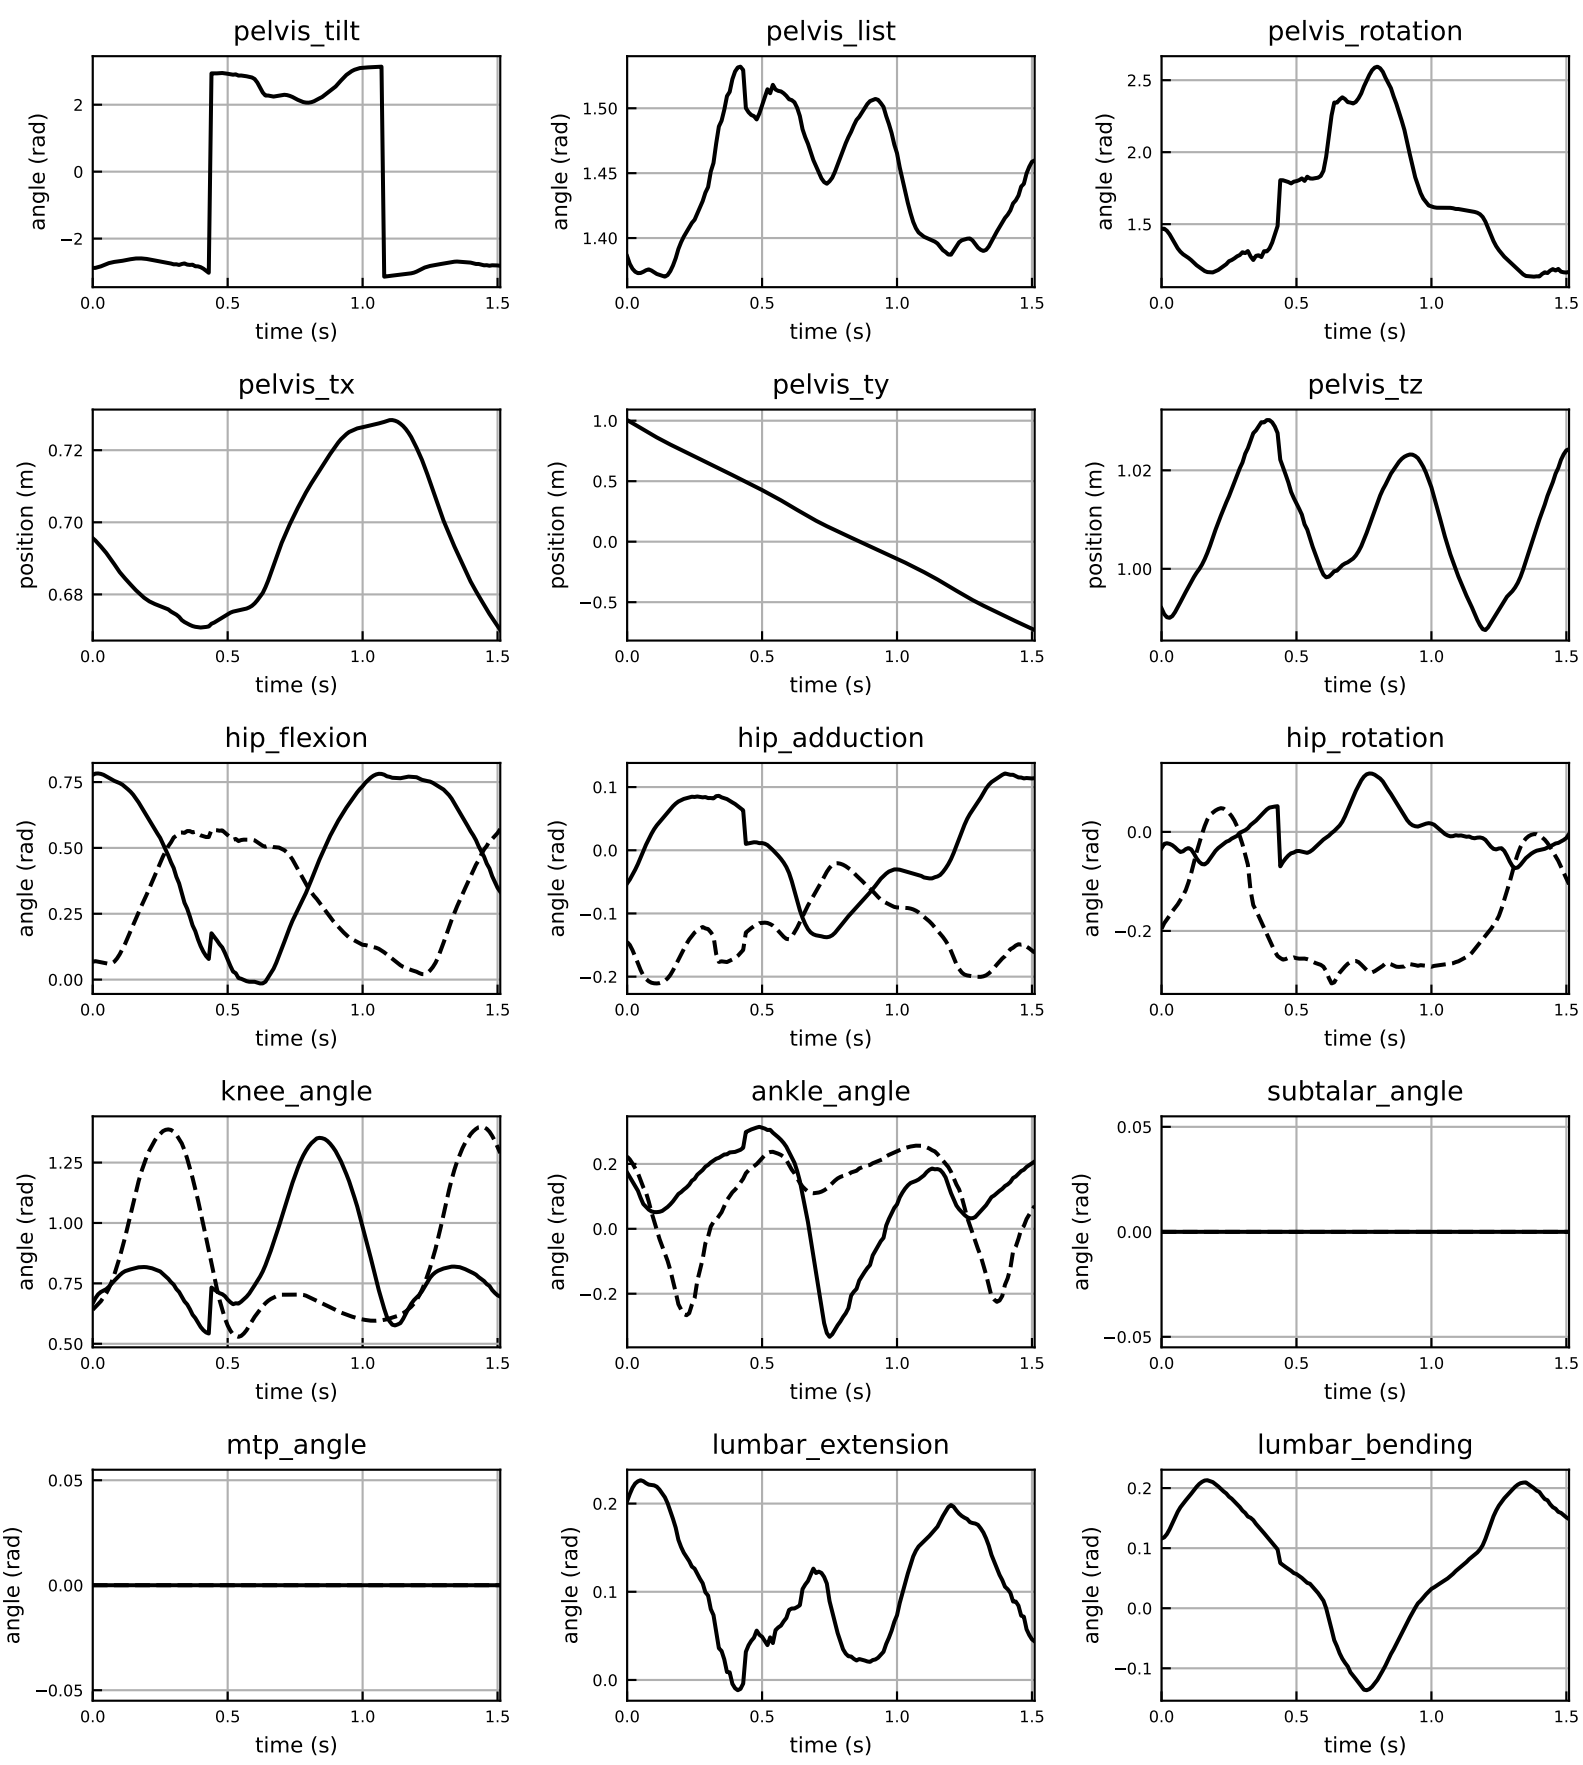 pelvis_tilt
angle (rad)
2
0
−2
0.0 0.5 1.0 1.5
time (s)
pelvis_list
angle (rad)
1.50
1.45
1.40
0.0 0.5 1.0 1.5
time (s)
pelvis_rotation
angle (rad)
2.5
2.0
1.5
0.0 0.5 1.0 1.5
time (s)
pelvis_tx
position (m)
0.72
0.70
0.68
0.0 0.5 1.0 1.5
time (s)
pelvis_ty
position (m)
1.0
0.5
0.0
−0.5
0.0 0.5 1.0 1.5
time (s)
pelvis_tz
position (m)
1.02
1.00
0.0 0.5 1.0 1.5
time (s)
hip_flexion
angle (rad)
0.75
0.50
0.25
0.00
0.0 0.5 1.0 1.5
time (s)
hip_adduction
angle (rad)
0.1
0.0
−0.1
−0.2
0.0 0.5 1.0 1.5
time (s)
hip_rotation
angle (rad)
0.0
−0.2
0.0 0.5 1.0 1.5
time (s)
knee_angle
angle (rad)
1.25
1.00
0.75
0.50
0.0 0.5 1.0 1.5
time (s)
ankle_angle
angle (rad)
0.2
0.0
−0.2
0.0 0.5 1.0 1.5
time (s)
subtalar_angle
angle (rad)
0.05
0.00
−0.05
0.0 0.5 1.0 1.5
time (s)
mtp_angle
angle (rad)
0.05
0.00
−0.05
0.0 0.5 1.0 1.5
time (s)
lumbar_extension
angle (rad)
0.2
0.1
0.0
0.0 0.5 1.0 1.5
time (s)
lumbar_bending
angle (rad)
0.2
0.1
0.0
−0.1
0.0 0.5 1.0 1.5
time (s)